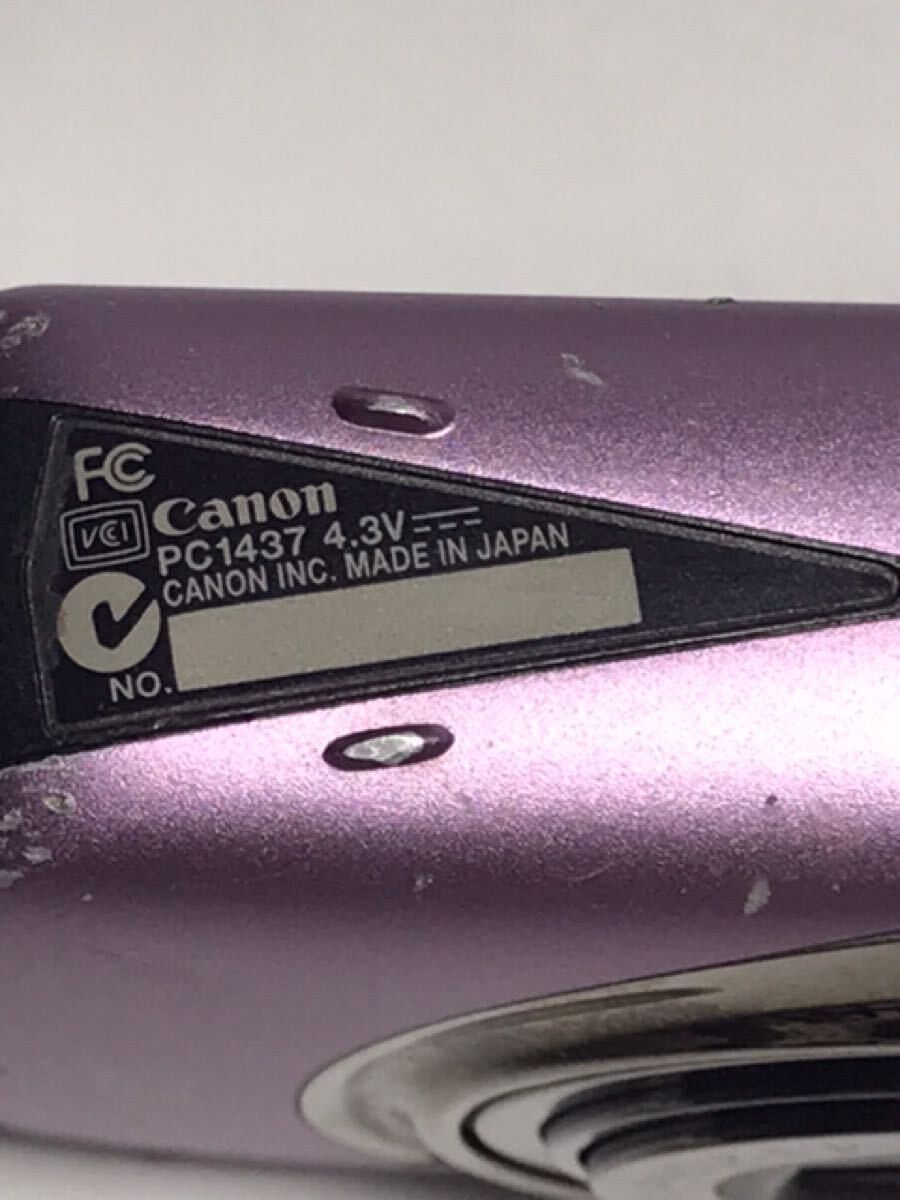 FC
VCI
Canon
PC1437 4.3V
CANON INC. MADE IN JAPAN
NO.